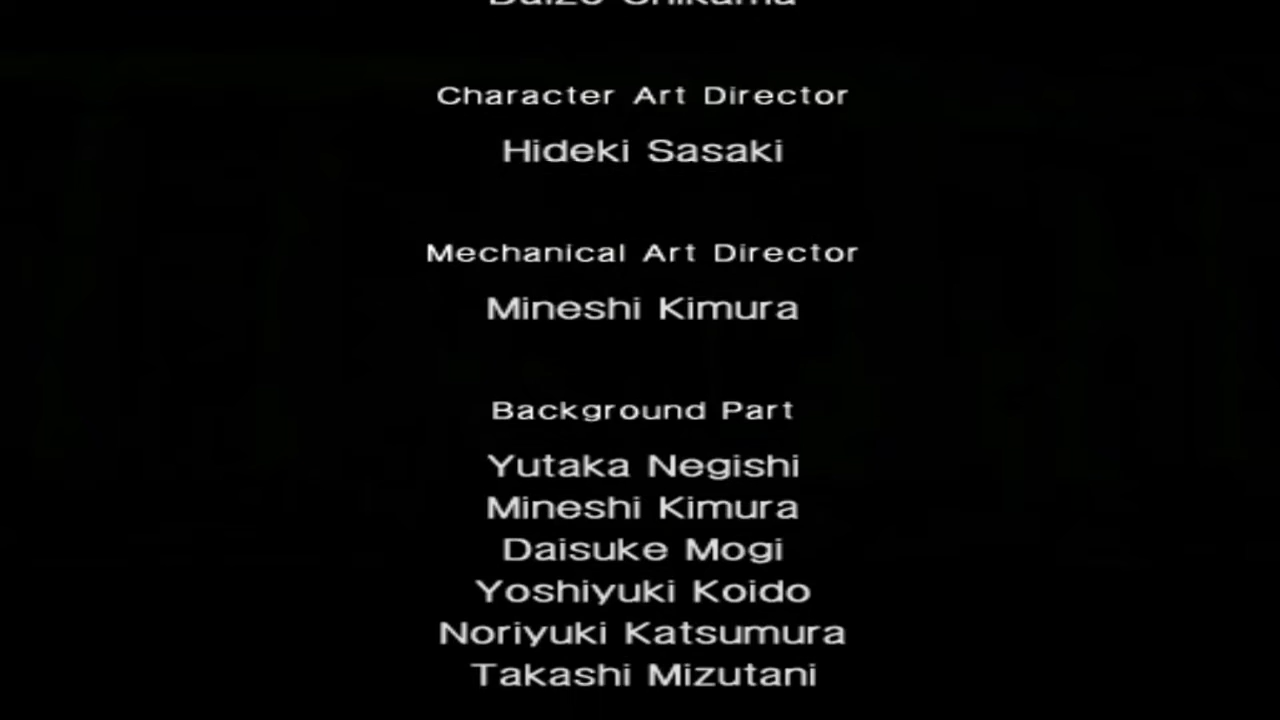 Character Art Director
Hideki Sasaki
Mechanical Art Director
Mineshi Kimura
Background Part
Yutaka Negishi
Mineshi Kimura
Daisuke Mogi
Yoshiyuki Koido
Noriyuki Katsumura
Takashi Mizutani